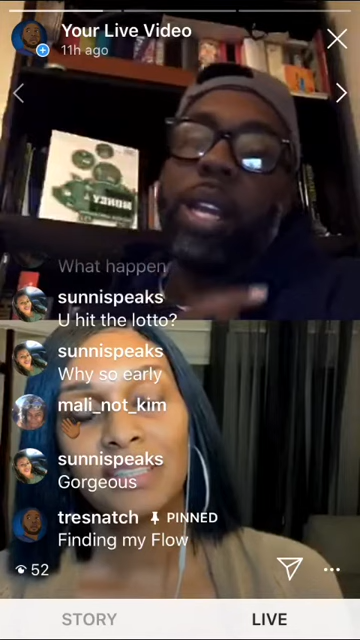 Your Live Video
11h ago
What happen
sunnispeaks
U hit the lotto?
sunnispeaks
Why so early
mali_not_kim
👋🏾
sunnispeaks
Gorgeous
tresnatch PINNED
Finding my Flow
52
STORY
LIVE